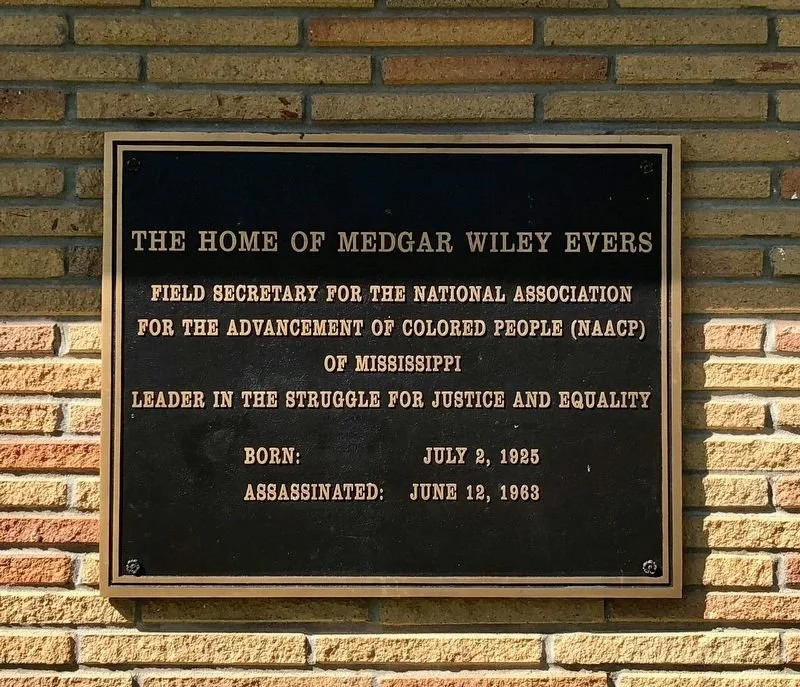 THE HOME OF MEDGAR WILEY EVERS
FIELD SECRETARY FOR THE NATIONAL ASSOCIATION
FOR THE ADVANCEMENT OF COLORED PEOPLE (NAACP)
OF MISSISSIPPI
LEADER IN THE STRUGGLE FOR JUSTICE AND EQUALITY
BORN: JULY 2, 1925
ASSASSINATED: JUNE 12, 1963